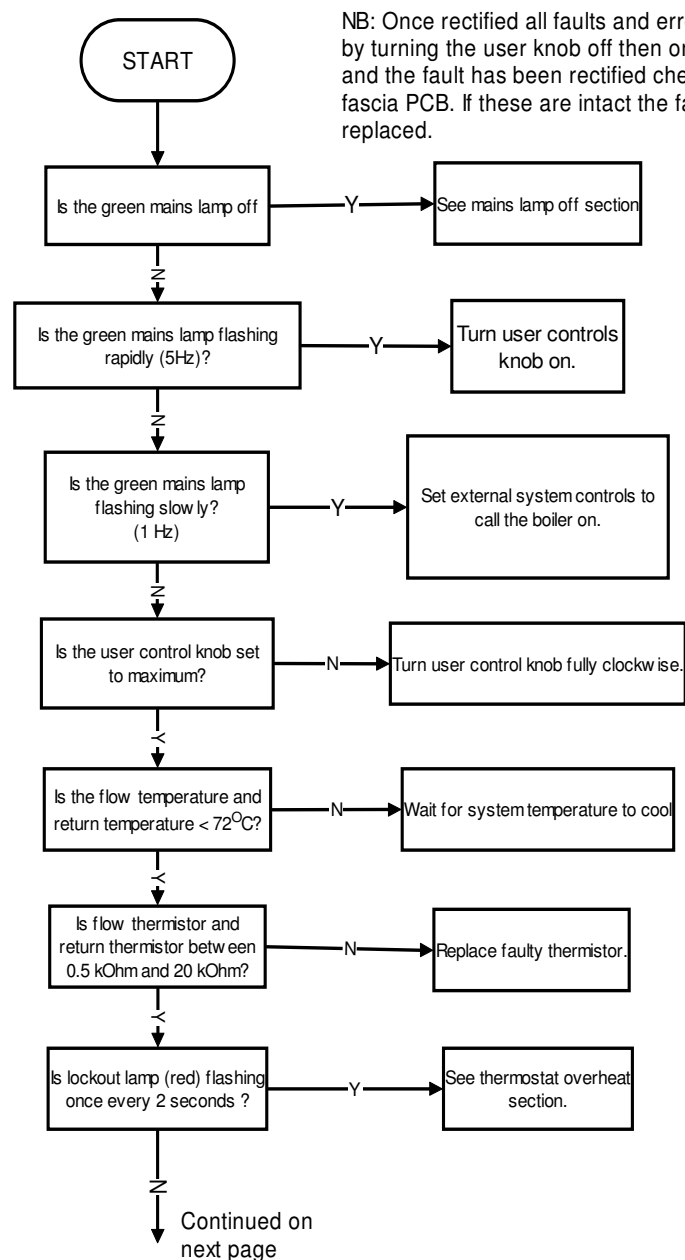 NB: Once rectified all faults and
by turning the user knob off then
and the fault has been rectified
fascia PCB. If these are intact the
replaced.
START
Is the green mains lamp off
Y
See mains lamp off section
N
Is the green mains lamp flashing
rapidly (5Hz)?
Y
Turn user controls
knob on.
N
Is the green mains lamp
flashing slowly?
(1 Hz)
Y
Set external system controls to
call the boiler on.
N
Is the user control knob set
to maximum?
N
Turn user control knob fully clockwise.
Y
Is the flow temperature and
return temperature < 72°C?
N
Wait for system temperature to cool
Y
Is flow thermistor and
return thermistor between
0.5 kOhm and 20 kOhm?
N
Replace faulty thermistor.
Y
Is lockout lamp (red) flashing
once every 2 seconds ?
Y
See thermostat overheat
section.
N
Continued on
next page